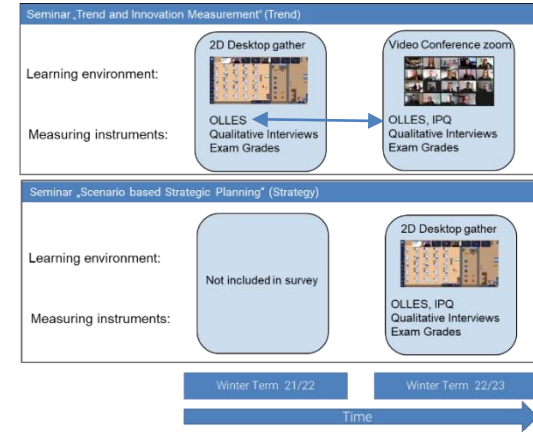 Seminar „Trend and Innovation Measurement" (Trend)
2D Desktop gather
Video Conference zoom
Learning environment:
Measuring instruments:
OLLES
Qualitative Interviews
Exam Grades
OLLES, IPQ
Qualitative Interviews
Exam Grades
Seminar „Scenario based Strategic Planning" (Strategy)
2D Desktop gather
Learning environment:
Not included in survey
Measuring instruments:
OLLES, IPQ
Qualitative Interviews
Exam Grades
Winter Term 21/22
Winter Term 22/23
Time